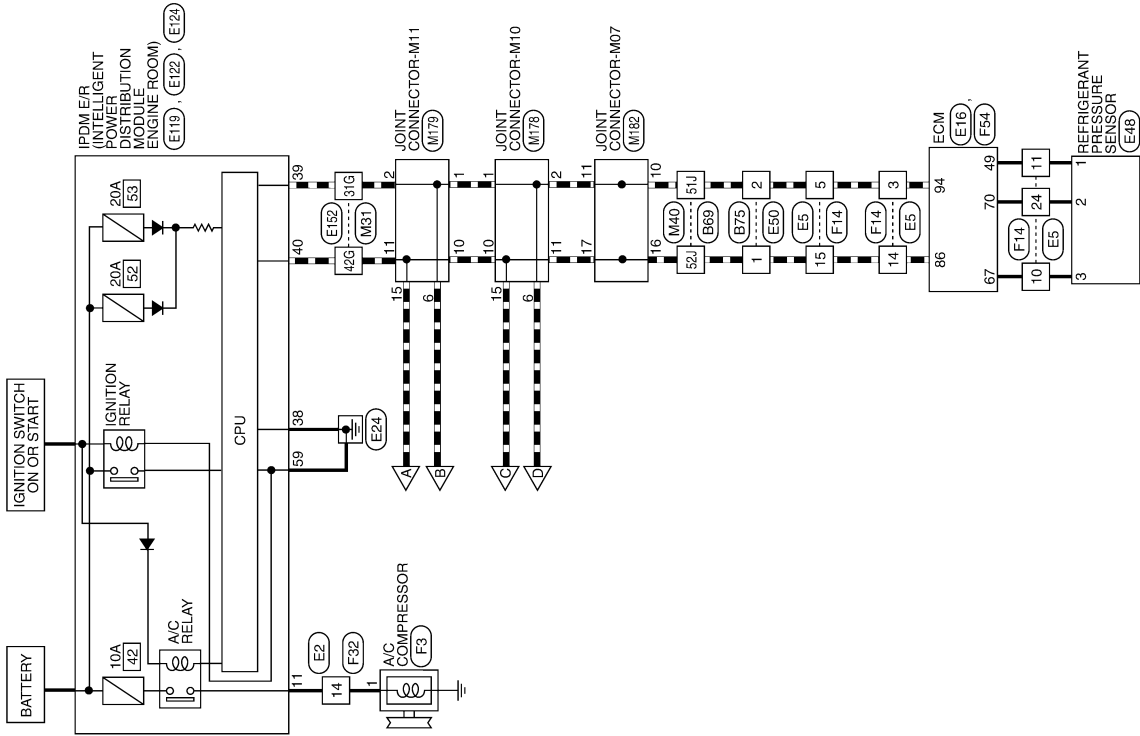 BATTERY
IGNITION SWITCH
ON OR START
IPDM E/R
(INTELLIGENT
POWER
DISTRIBUTION
MODULE
ENGINE ROOM)
E119 , E122 , E124
10A
42
A/C
RELAY
IGNITION
RELAY
20A
52
20A
53
CPU
11
59
38
40
39
E2
F32
14
1
A/C
COMPRESSOR
F3
E24
42G
31G
E152
M31
11
2
JOINT
CONNECTOR-M11
M179
15
6
10
1
A
B
10
1
JOINT
CONNECTOR-M10
M178
15
6
11
2
C
D
17
11
JOINT
CONNECTOR-M07
M182
16
10
52J
51J
M40
B69
1
2
B75
E50
15
5
E5
F14
14
3
F14
E5
86
94
ECM
E16 ,
F54
67
70
49
10
24
11
F14
E5
3
2
1
REFRIGERANT
PRESSURE
SENSOR
E48